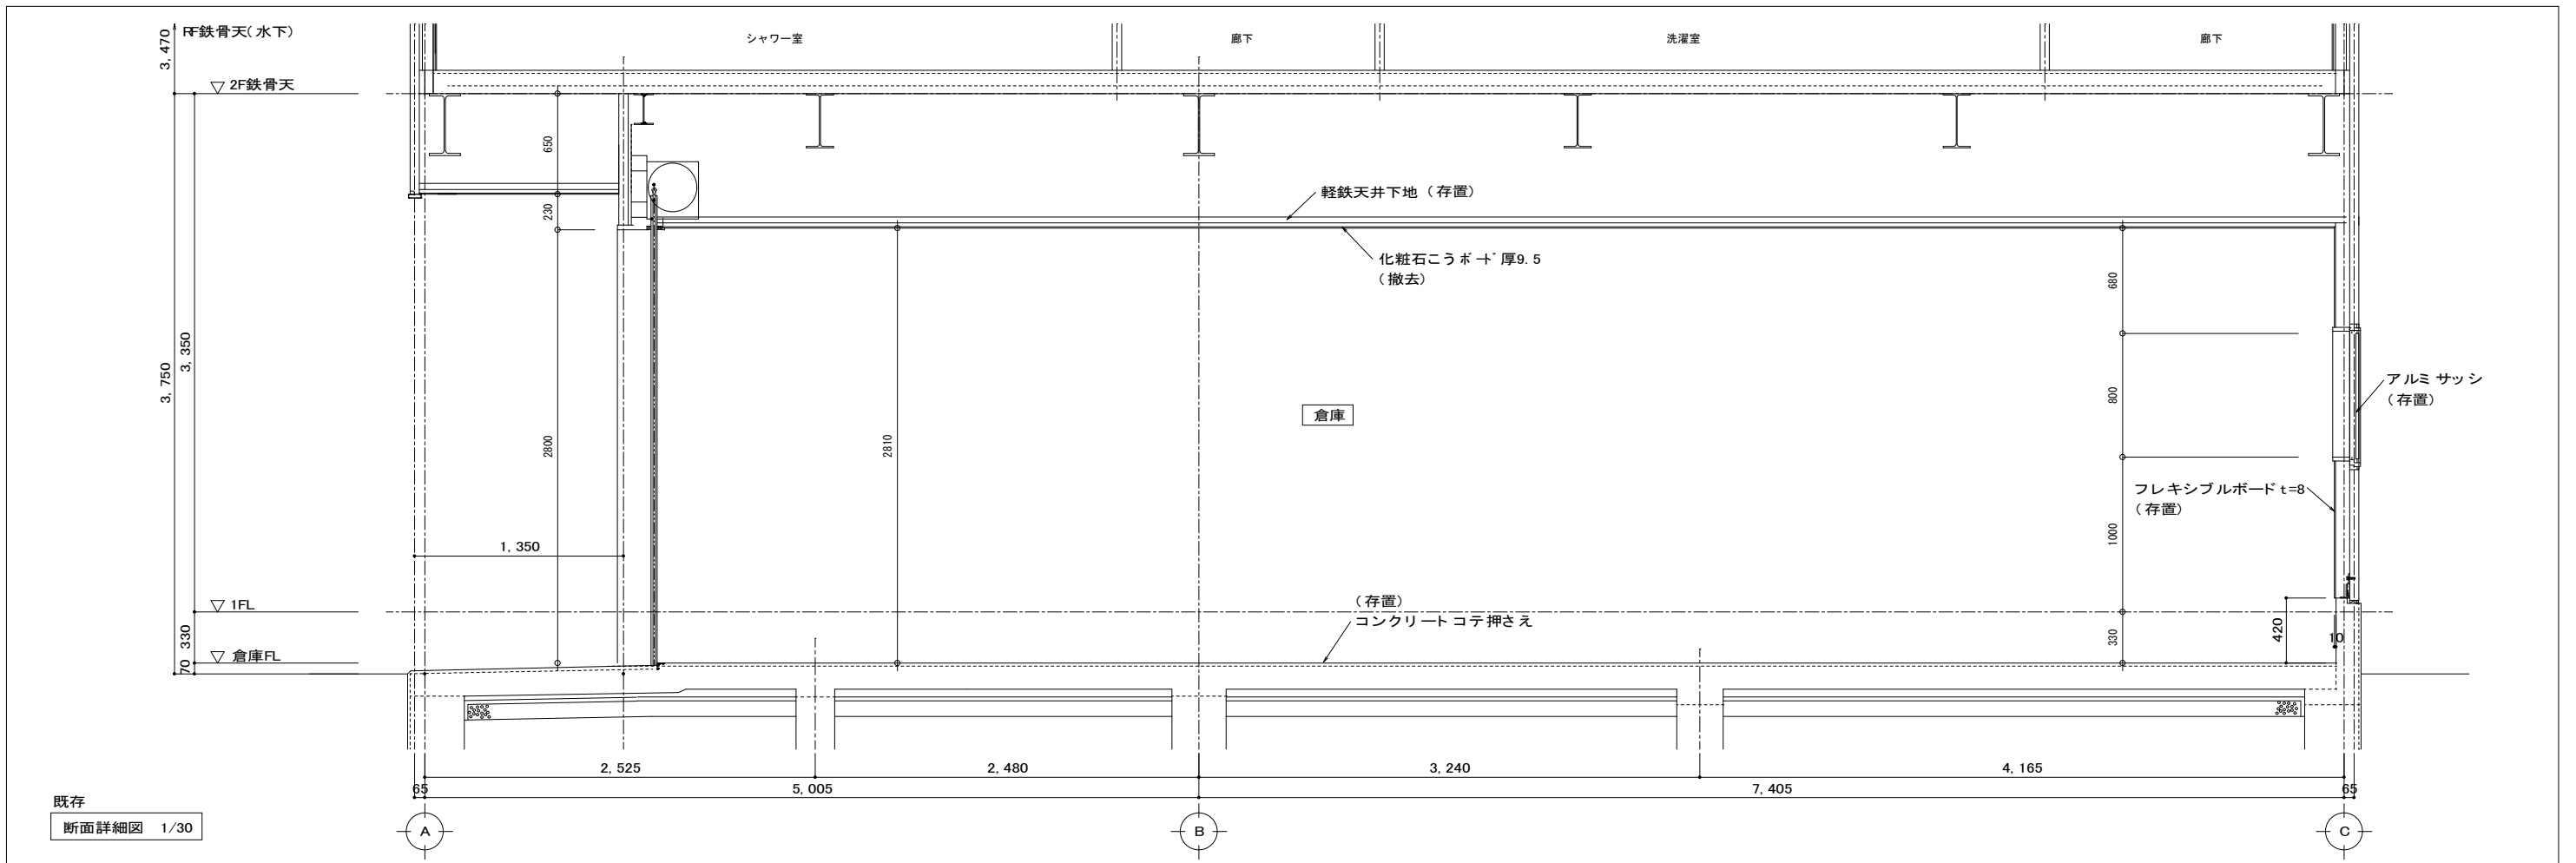 RF鉄骨天(水下)
3,470
シャワー室
廊下
洗濯室
廊下
2F鉄骨天
650
230
軽鉄天井下地（存置）
化粧石こうボード厚9.5
（撤去）
680
3,350
3,750
800
アルミサッシ
（存置）
倉庫
2800
2810
フレキシブルボードt=8
（存置）
1000
1,350
1FL
（存置）
コンクリートコテ押さえ
330
420
10
330
倉庫FL
70
2,525
2,480
3,240
4,165
65
5,005
7,405
65
既存
断面詳細図 1/30
A
B
C